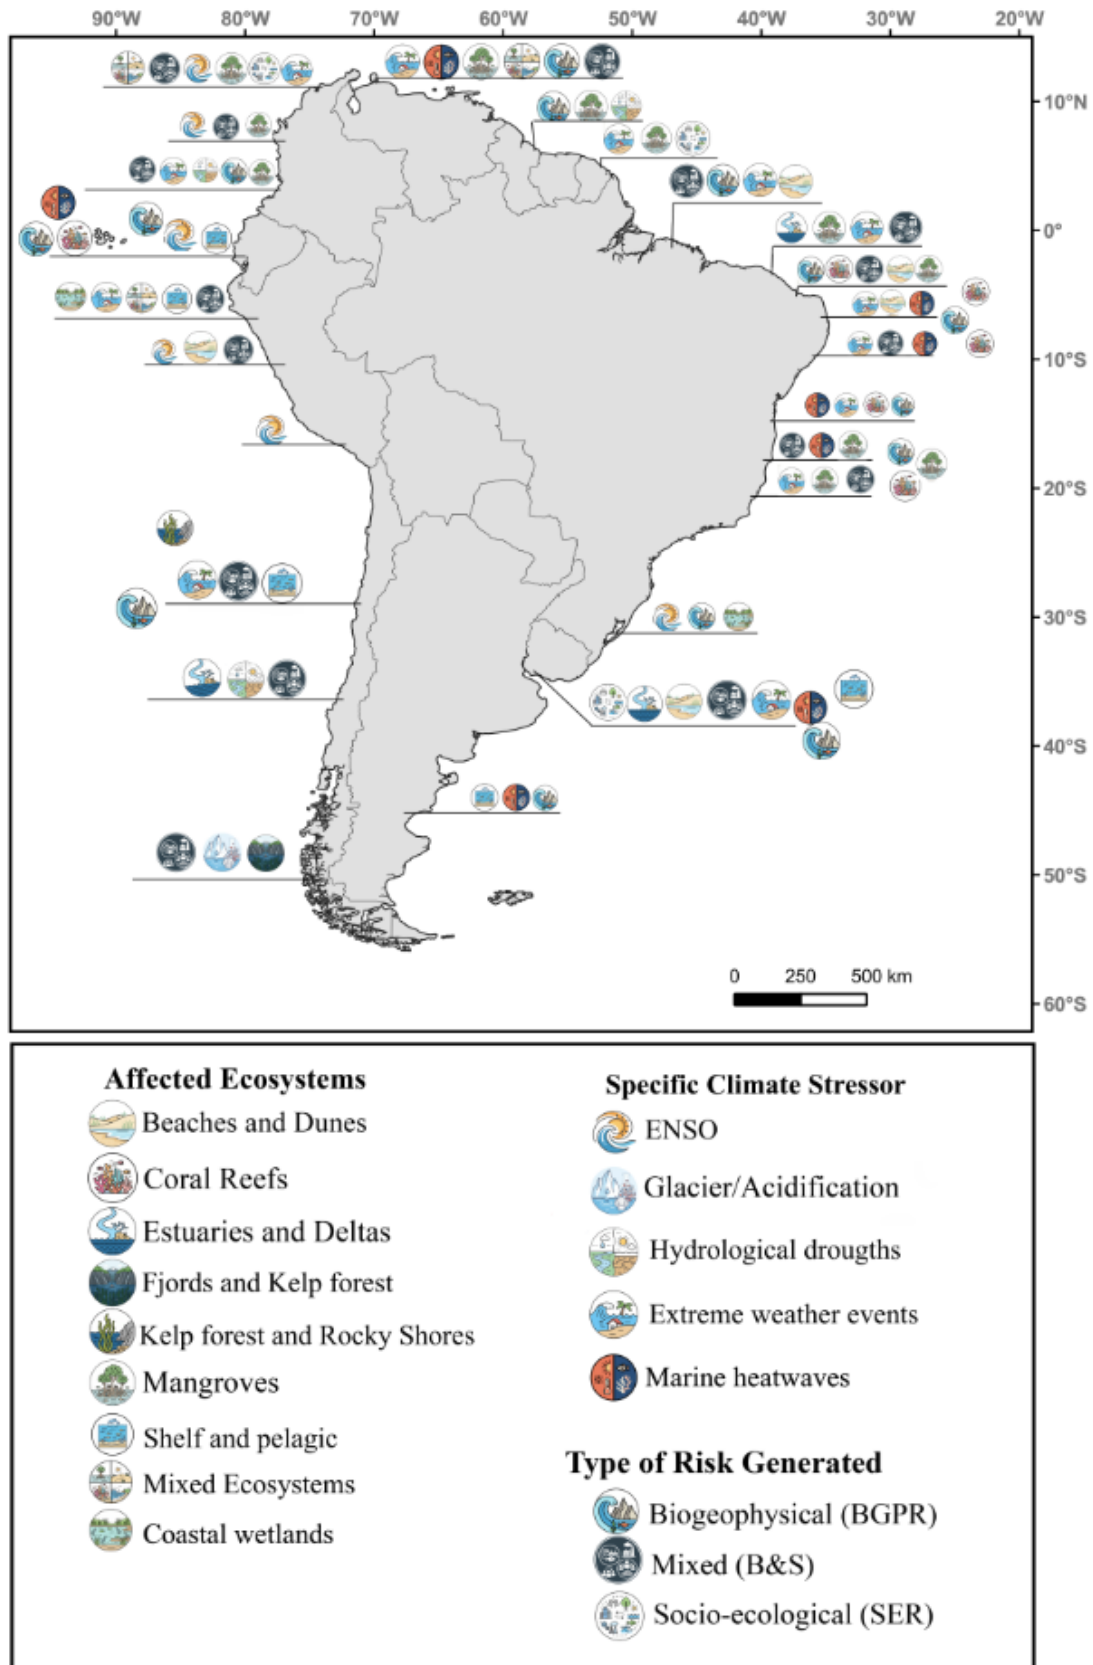 90°W 80°W 70°W 60°W 50°W 40°W 30°W 20°W
10°N
0°
10°S
20°S
30°S
40°S
50°S
60°S
0 250 500 km
Affected Ecosystems
Beaches and Dunes
Coral Reefs
Estuaries and Deltas
Fjords and Kelp forest
Kelp forest and Rocky Shores
Mangroves
Shelf and pelagic
Mixed Ecosystems
Coastal wetlands
Specific Climate Stressor
ENSO
Glacier/Acidification
Hydrological drougths
Extreme weather events
Marine heatwaves
Type of Risk Generated
Biogeophysical (BGPR)
Mixed (B&S)
Socio-ecological (SER)